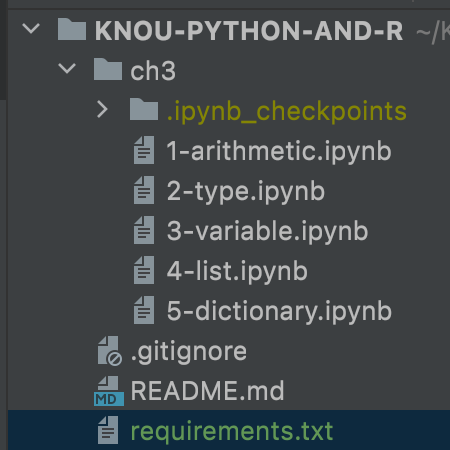 KNOU-PYTHON-AND-R ~/K
ch3
.ipynb_checkpoints
1-arithmetic.ipynb
2-type.ipynb
3-variable.ipynb
4-list.ipynb
5-dictionary.ipynb
.gitignore
MD README.md
requirements.txt